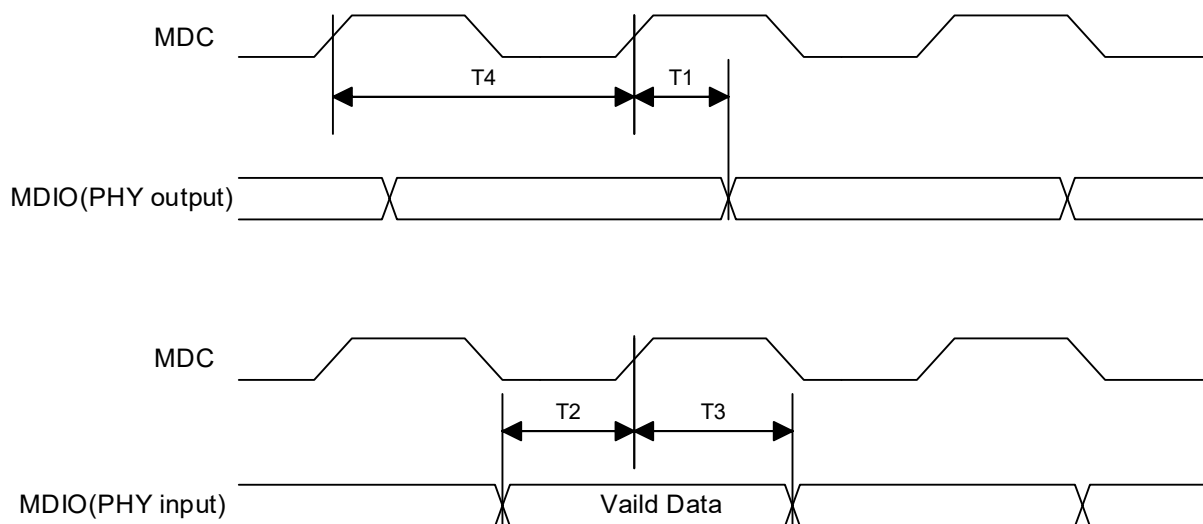 MDC
T4
T1
MDIO(PHY output)
MDC
T2
T3
MDIO(PHY input)
Vaild Data